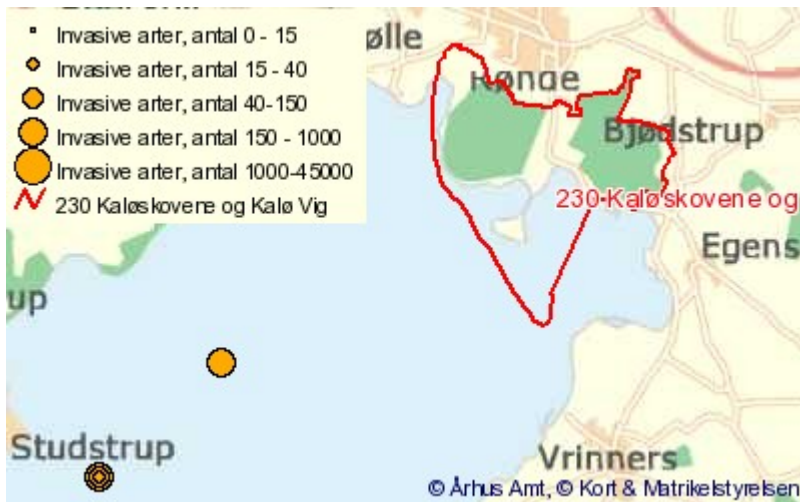 Invasive arter, antal 0 - 15
Invasive arter, antal 15 - 40
Invasive arter, antal 40-150
Invasive arter, antal 150 - 1000
Invasive arter, antal 1000-45000
230 Kaløskovene og Kalø Vig
ølle
Rønde
Bjødstrup
230 Kaløskovene og
Egens
up
Studstrup
Vrinners
© Århus Amt, © Kort & Matrikelstyrelsen